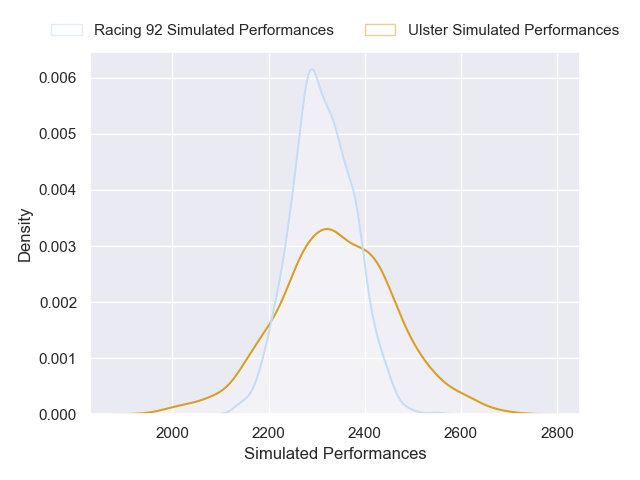 Racing 92 Simulated Performances Ulster Simulated Performances
0.006
0.005
0.004
0.003
0.002
0.001
0.000
Density
2000 2200 2400 2600 2800
Simulated Performances